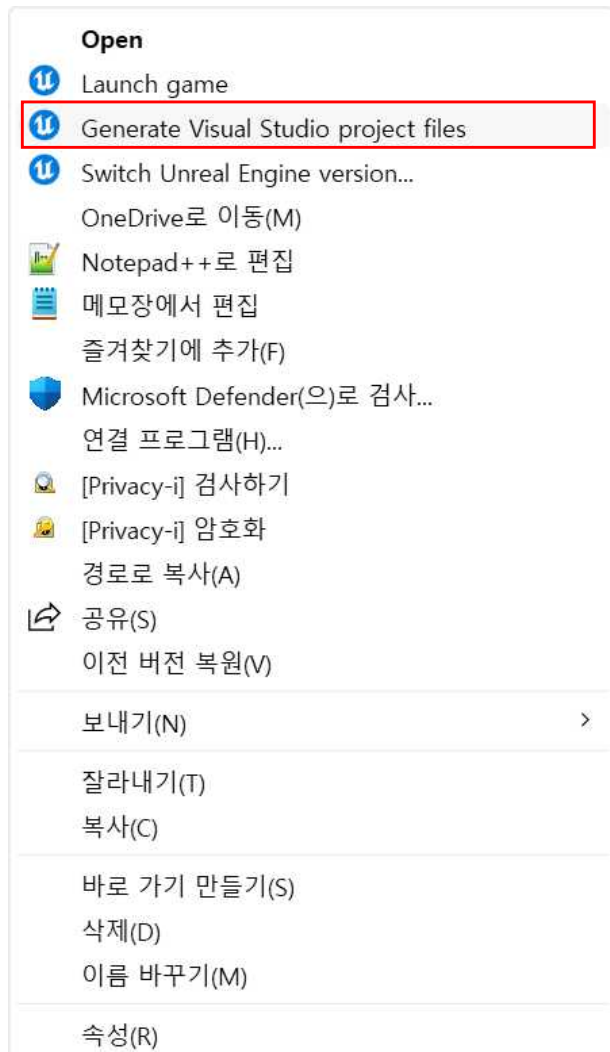 Open
Launch game
Generate Visual Studio project files
Switch Unreal Engine version...
OneDrive로 이동(M)
Notepad++로 편집
메모장에서 편집
즐겨찾기에 추가(F)
Microsoft Defender(으)로 검사...
연결 프로그램(H)...
[Privacy-i] 검사하기
[Privacy-i] 암호화
경로로 복사(A)
공유(S)
이전 버전 복원(V)
보내기(N)
잘라내기(T)
복사(C)
바로 가기 만들기(S)
삭제(D)
이름 바꾸기(M)
속성(R)